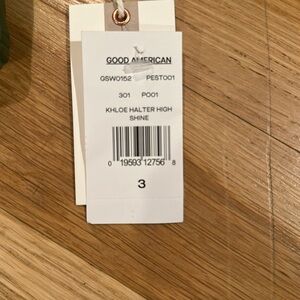 GOOD AMERICAN
GSW0152 PEST001
301 P001
KHLOE HALTER HIGH
SHINE
0 19593 12756 8
3